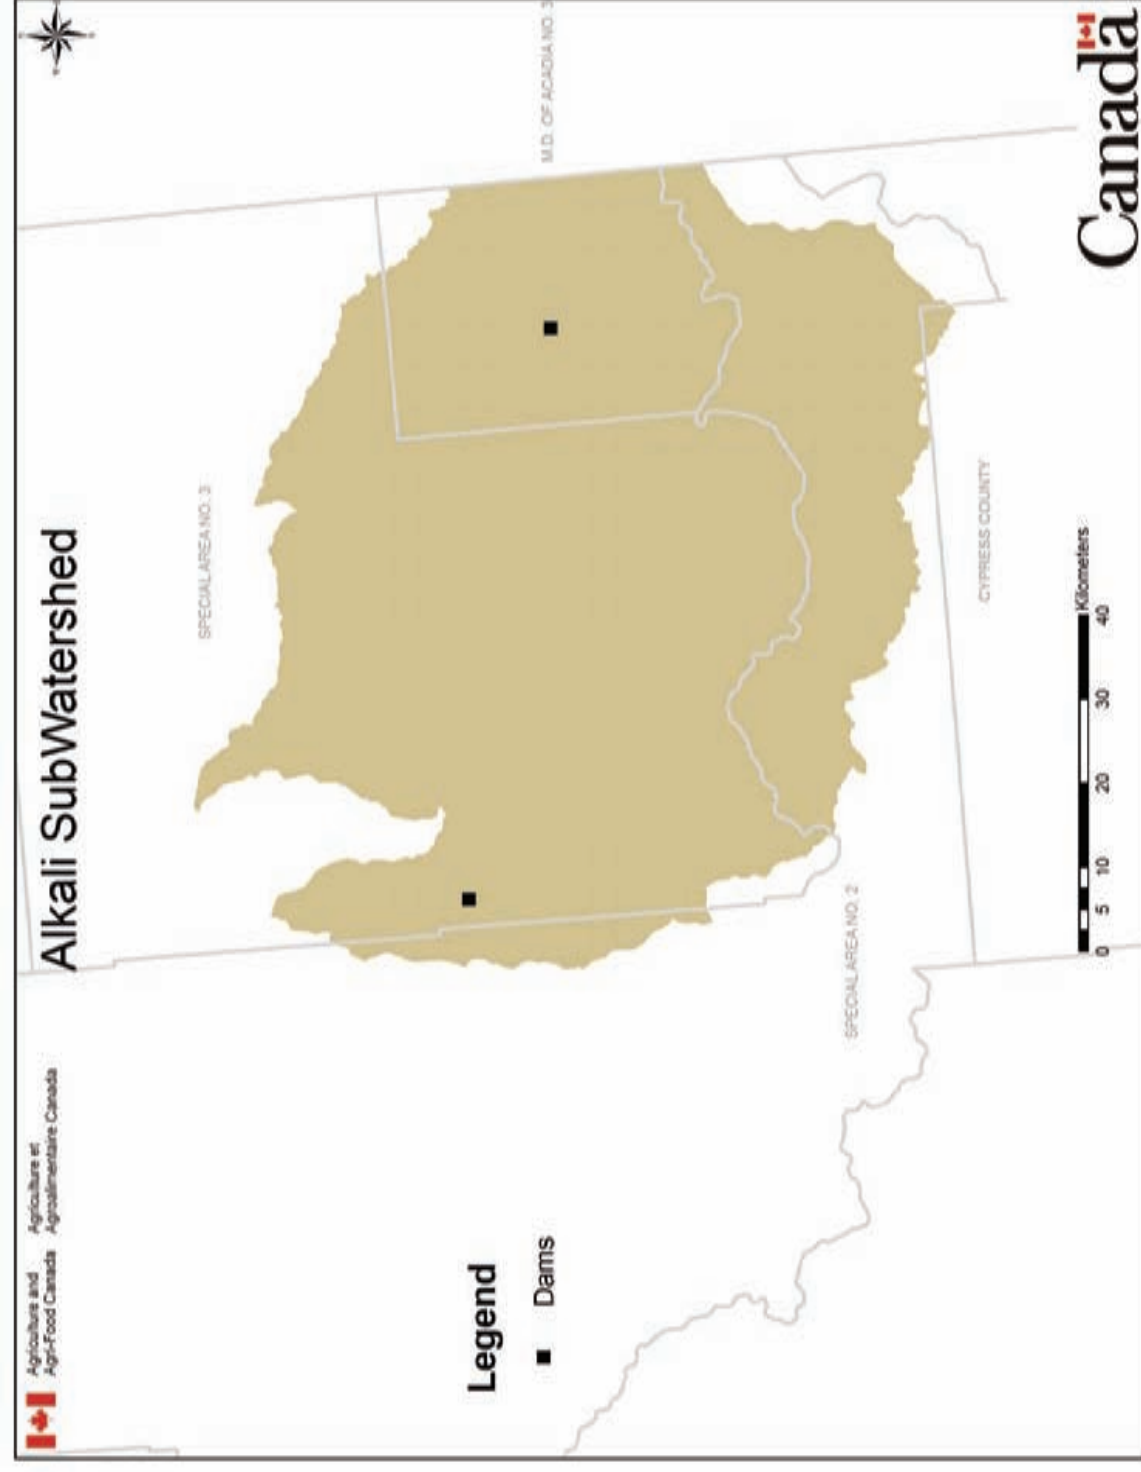 Agriculture and
Agri-Food Canada
Agriculture et
Agroalimentaire Canada
Alkali SubWatershed
SPECIAL AREA NO. 3
M.D. OF ACADIA NO. 3
Legend
Dams
SPECIAL AREA NO. 2
CYPRESS COUNTY
Kilometers
0 5 10 20 30 40
Canada